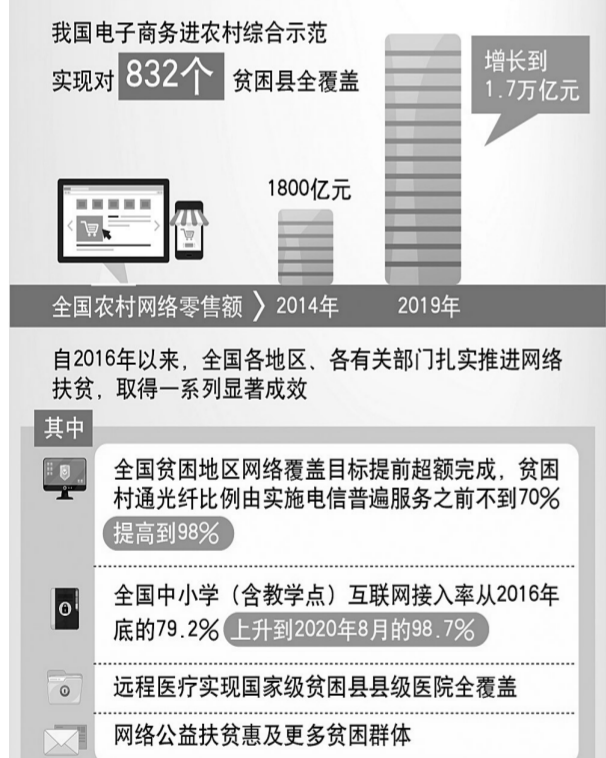 我国电子商务进农村综合示范
实现对 832个 贫困县全覆盖
增长到
1.7万亿元
1800亿元
全国农村网络零售额 〉 2014年 2019年
自2016年以来，全国各地区、各有关部门扎实推进网络
扶贫，取得一系列显著成效
其中
全国贫困地区网络覆盖目标提前超额完成，贫困
村通光纤比例由实施电信普遍服务之前不到70%
提高到98%
全国中小学（含教学点）互联网接入率从2016年
底的79.2% 上升到2020年8月的98.7%
远程医疗实现国家级贫困县县级医院全覆盖
网络公益扶贫惠及更多贫困群体